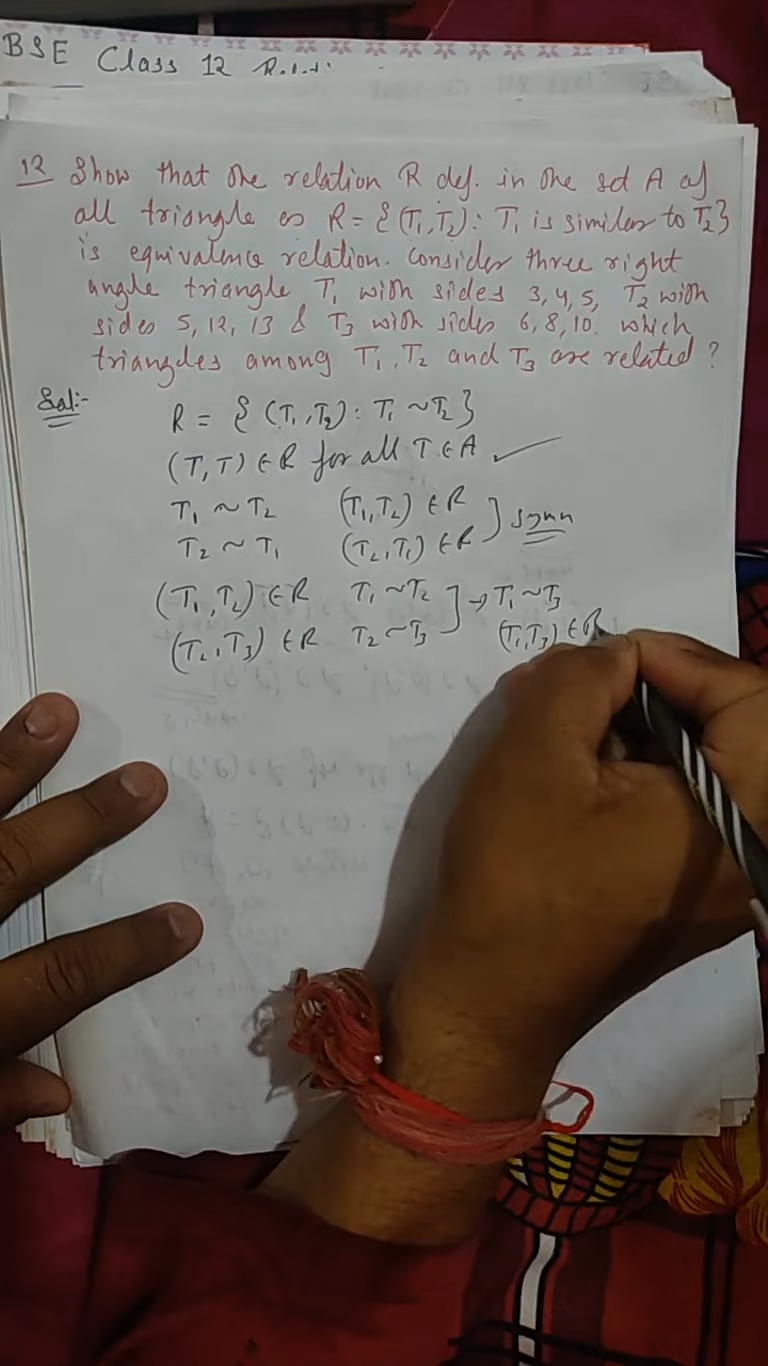 BSE Class 12
12 Show that the relation R def. in the set A of
all triangle as R = {(T₁,T₂): T₁ is similar to T₂}
is equivalence relation. Consider three right
angle triangle T₁ with sides 3,4,5, T₂ with
sides 5, 12, 13 & T₃ with sides 6,8,10. which
triangles among T₁, T₂ and T₃ are related?
Sol:-
R = { (T₁,T₂): T₁ ~ T₂ }
(T,T) ∈ R for all T ∈ A ✓
T₁ ~ T₂ (T₁,T₂) ∈ R
T₂ ~ T₁ (T₂,T₁) ∈ R ] symm
(T₁,T₂) ∈ R T₁ ~ T₂ ] → T₁ ~ T₃
(T₂,T₃) ∈ R T₂ ~ T₃ (T₁,T₃) ∈ R